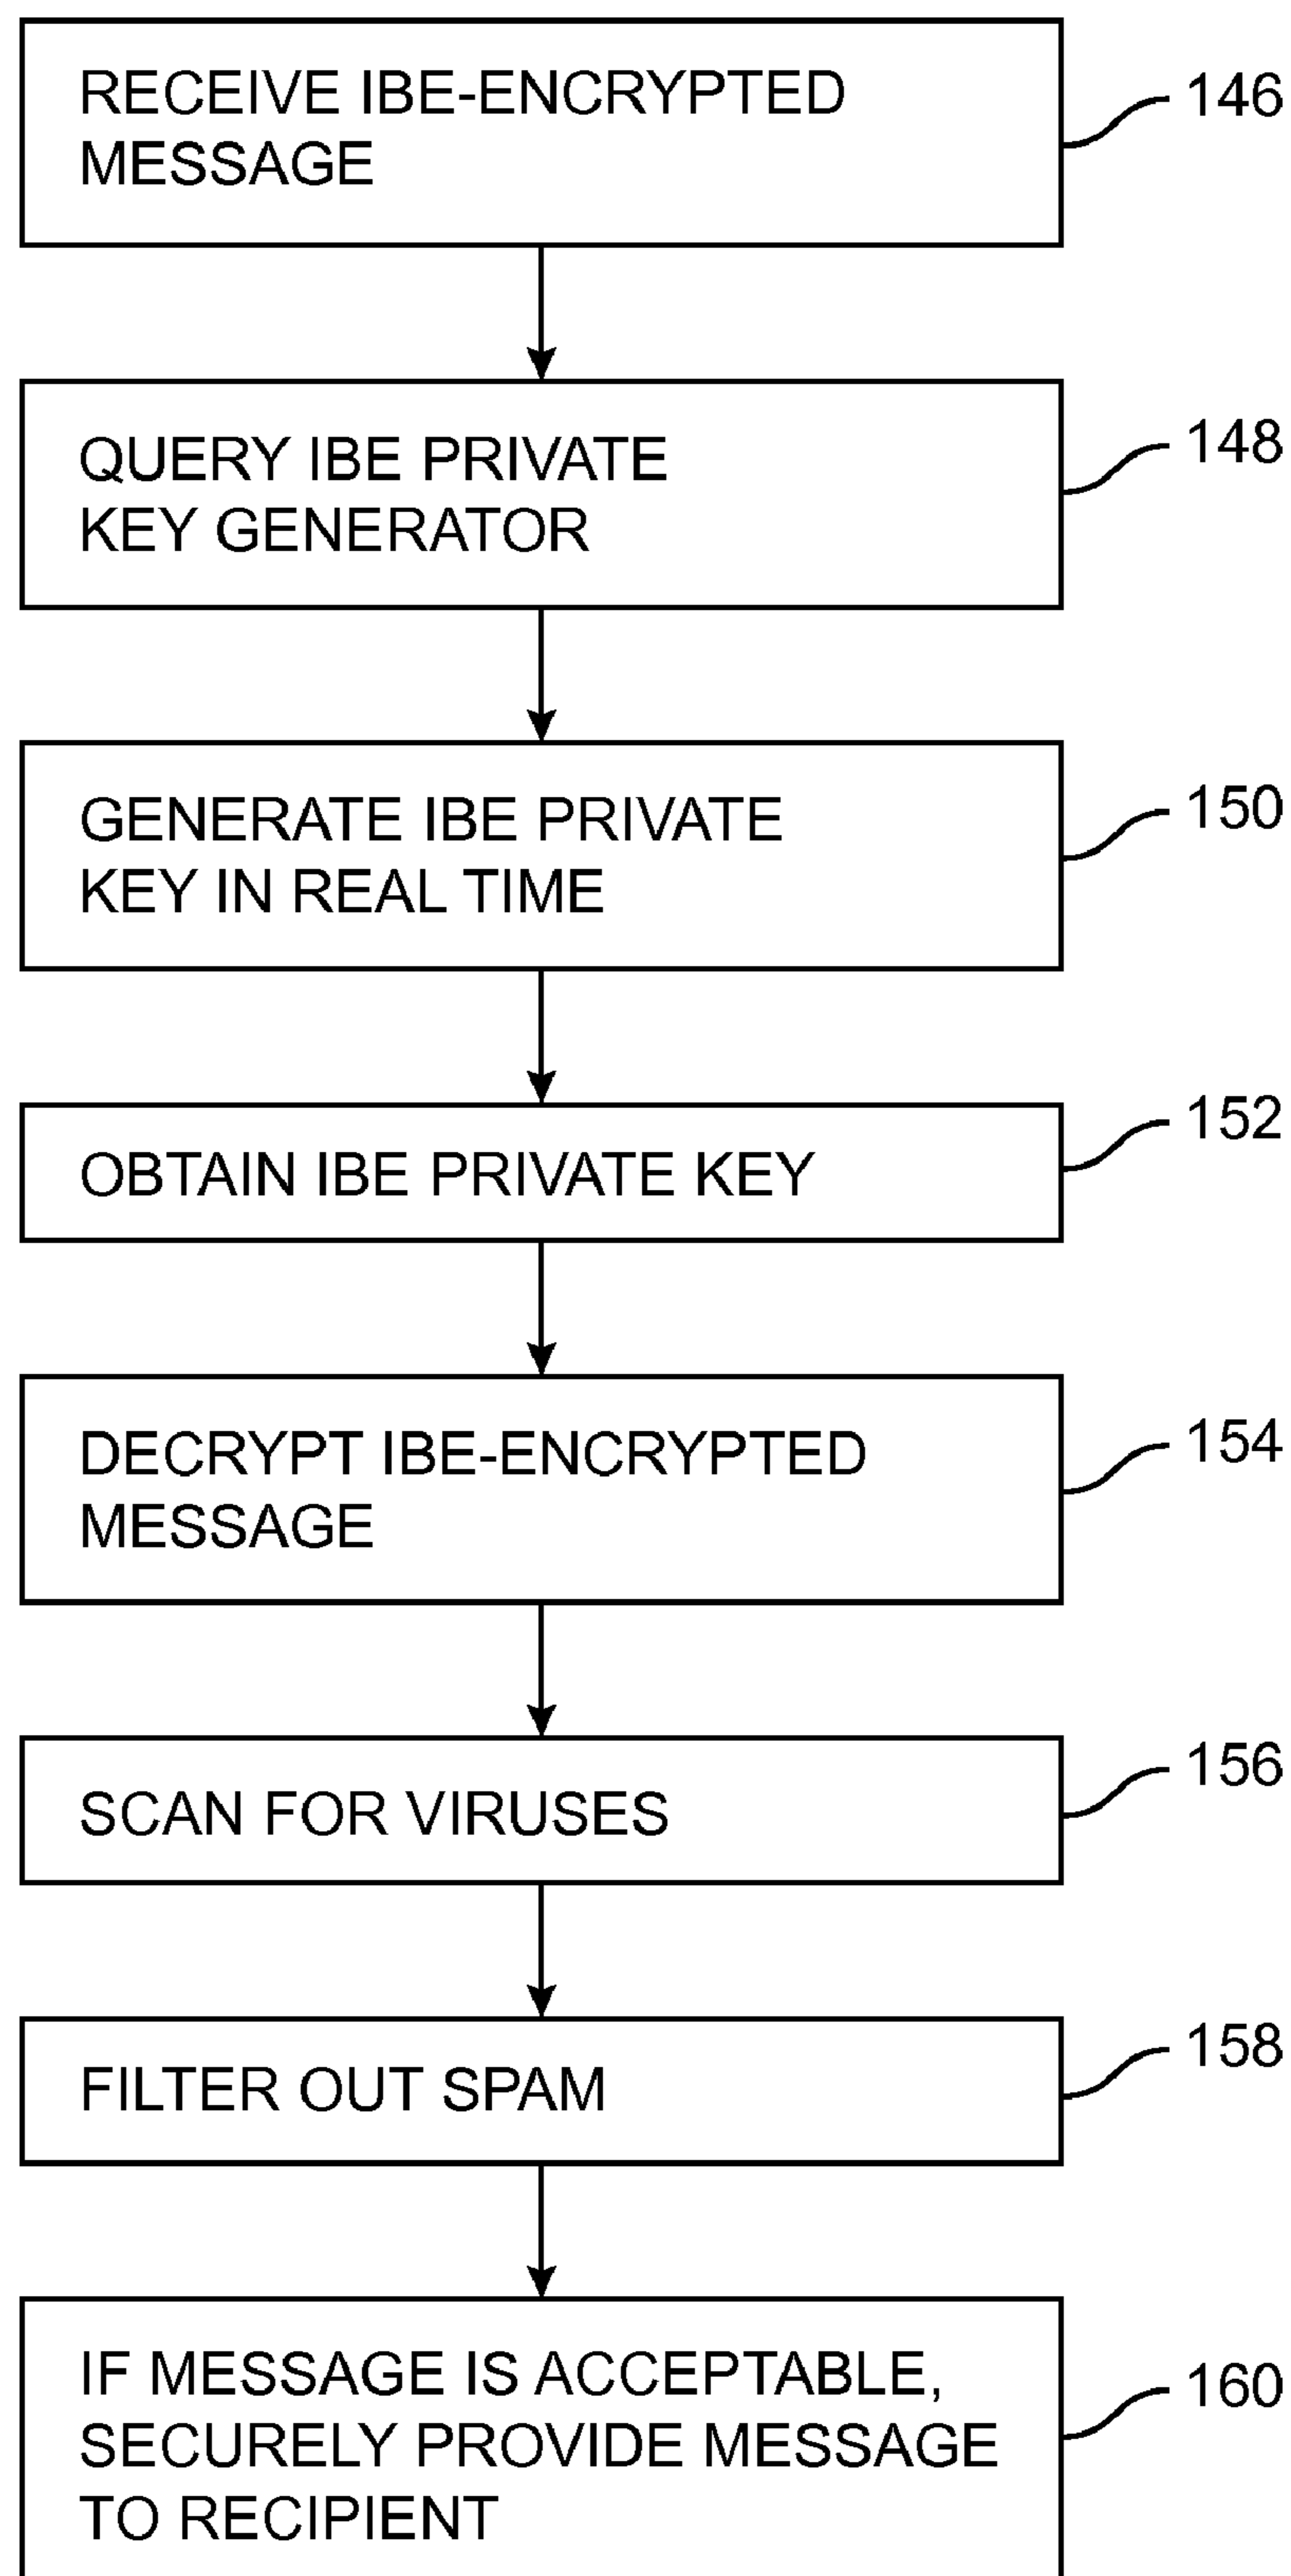 RECEIVE IBE-ENCRYPTED
MESSAGE
146
QUERY IBE PRIVATE
KEY GENERATOR
148
GENERATE IBE PRIVATE
KEY IN REAL TIME
150
OBTAIN IBE PRIVATE KEY
152
DECRYPT IBE-ENCRYPTED
MESSAGE
154
SCAN FOR VIRUSES
156
FILTER OUT SPAM
158
IF MESSAGE IS ACCEPTABLE,
SECURELY PROVIDE MESSAGE
TO RECIPIENT
160